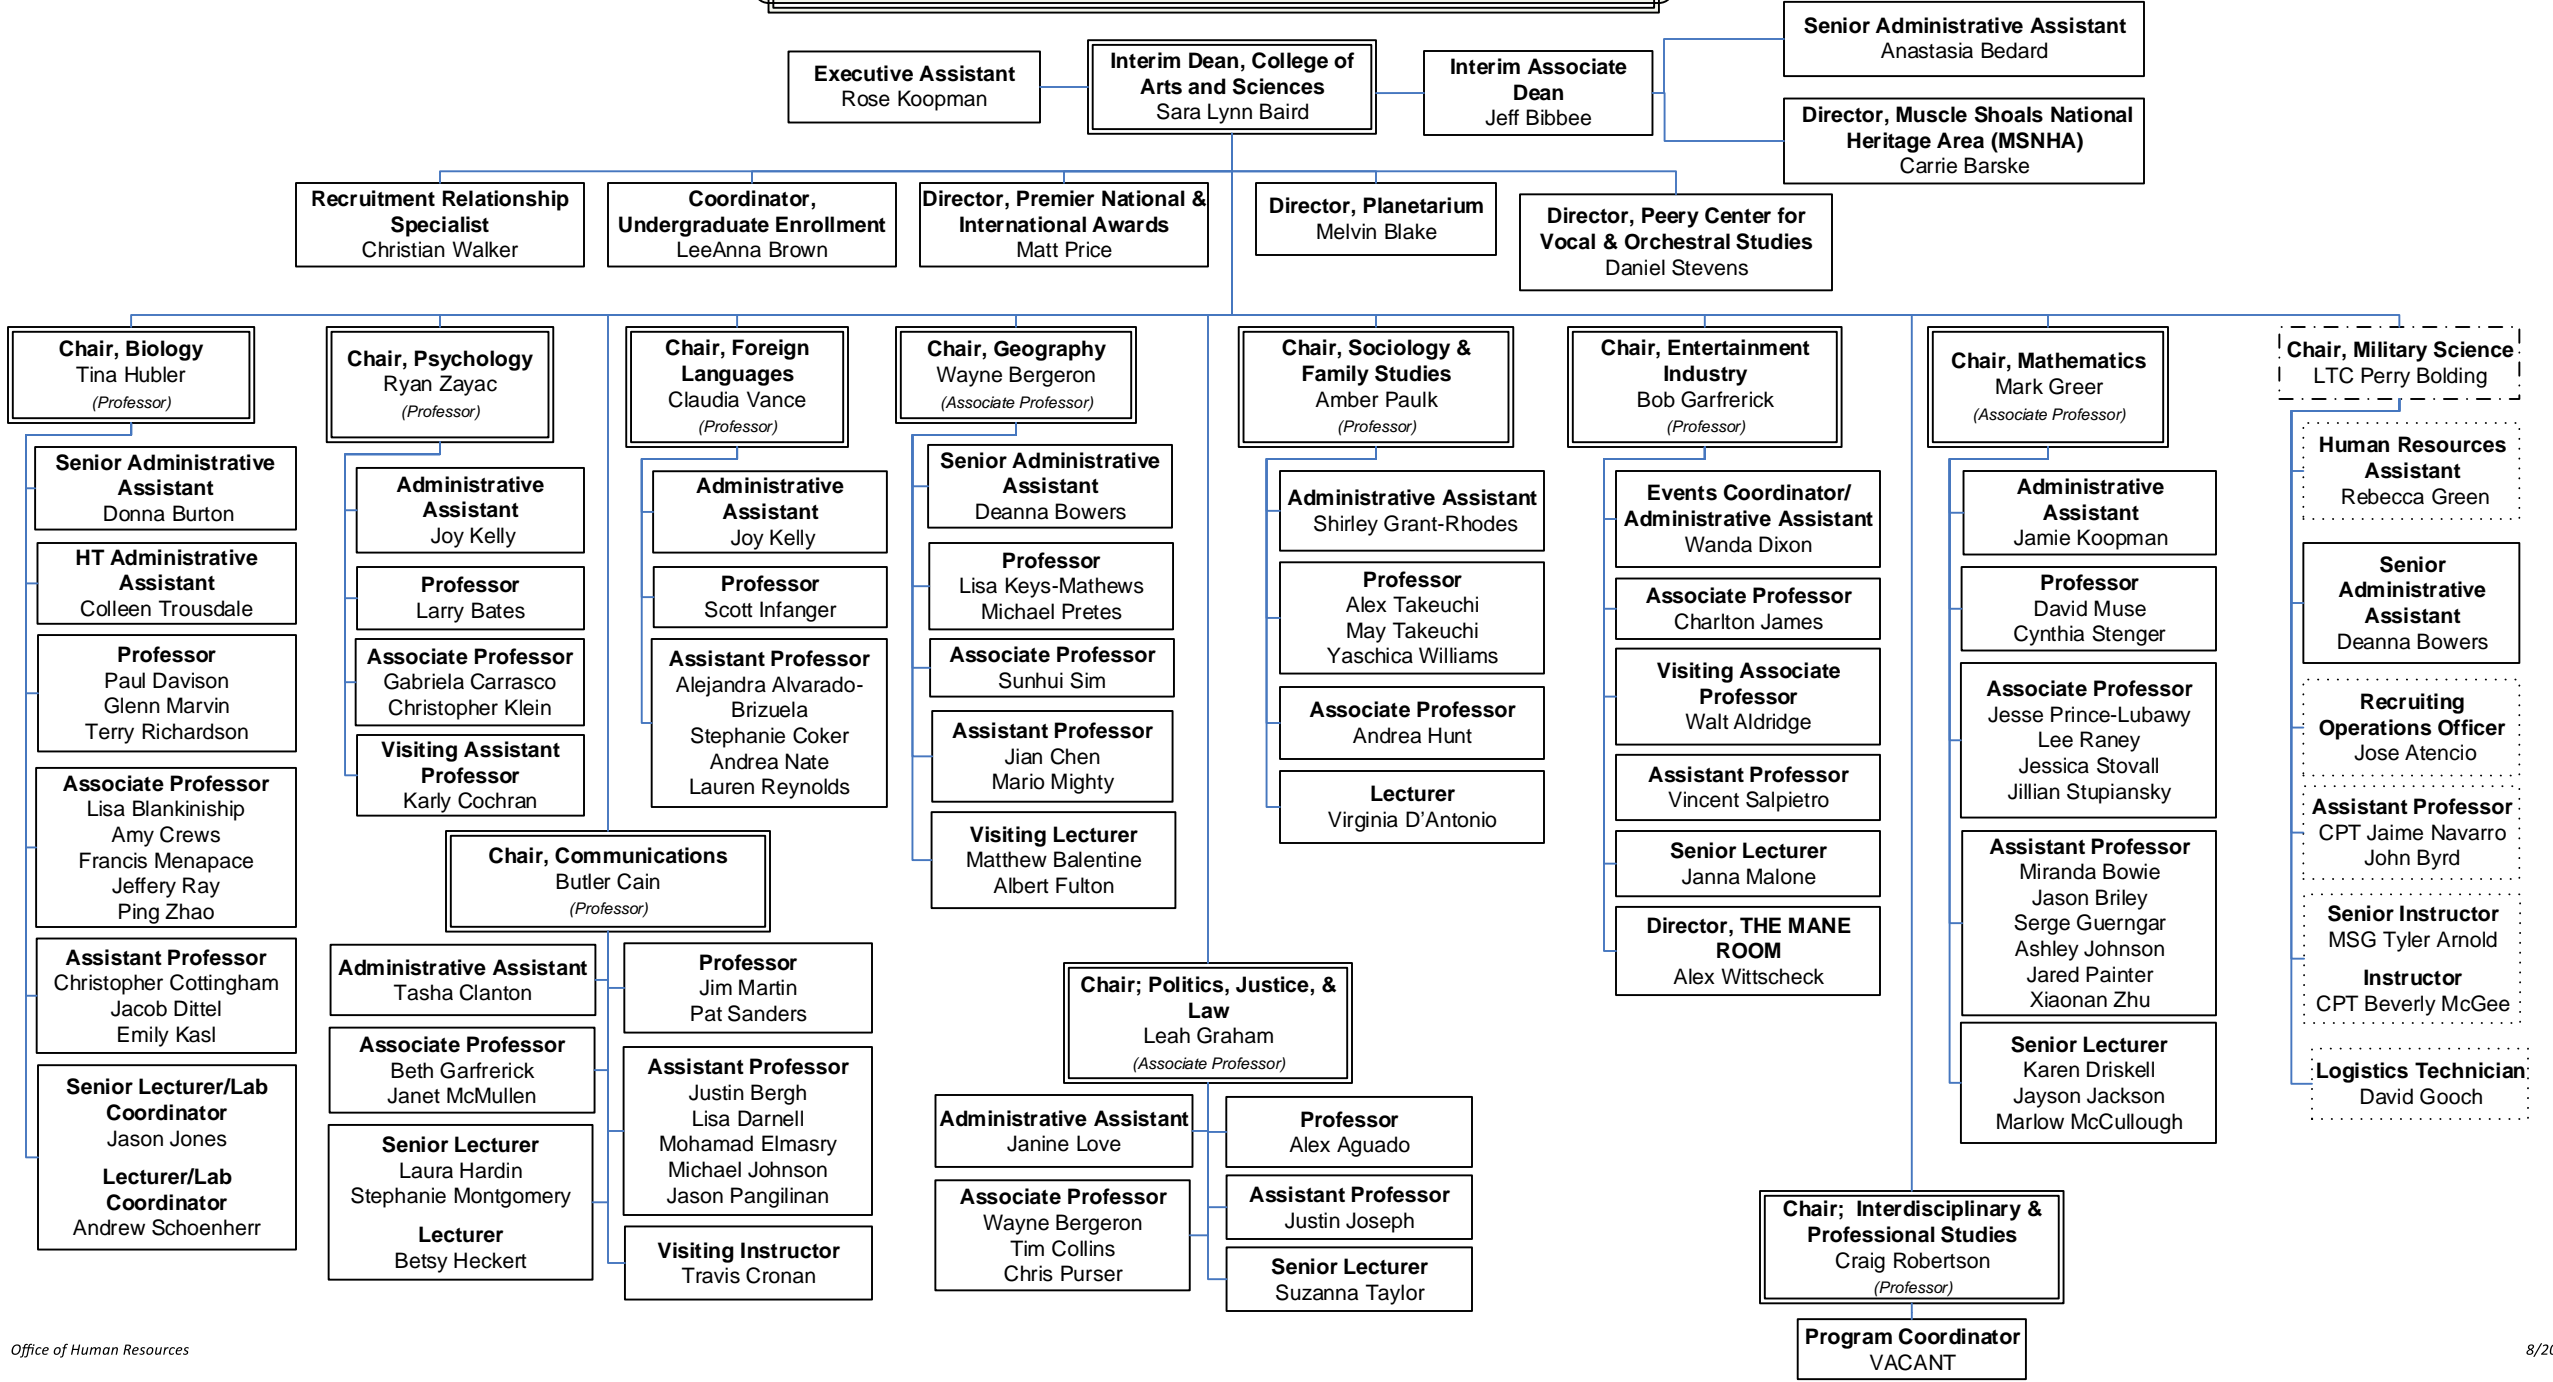 Senior Administrative Assistant
Anastasia Bedard
Executive Assistant
Rose Koopman
Interim Dean, College of
Arts and Sciences
Sara Lynn Baird
Interim Associate
Dean
Jeff Bibbee
Director, Muscle Shoals National
Heritage Area (MSNHA)
Carrie Barske
Recruitment Relationship
Specialist
Christian Walker
Coordinator,
Undergraduate Enrollment
LeeAnna Brown
Director, Premier National &
International Awards
Matt Price
Director, Planetarium
Melvin Blake
Director, Peery Center for
Vocal & Orchestral Studies
Daniel Stevens
Chair, Biology
Tina Hubler
(Professor)
Senior Administrative
Assistant
Donna Burton
HT Administrative
Assistant
Colleen Trousdale
Professor
Paul Davison
Glenn Marvin
Terry Richardson
Associate Professor
Lisa Blankiniship
Amy Crews
Francis Menapace
Jeffery Ray
Ping Zhao
Assistant Professor
Christopher Cottingham
Jacob Dittel
Emily Kasl
Senior Lecturer/Lab
Coordinator
Jason Jones
Lecturer/Lab
Coordinator
Andrew Schoenherr
Chair, Psychology
Ryan Zayac
(Professor)
Administrative
Assistant
Joy Kelly
Professor
Larry Bates
Associate Professor
Gabriela Carrasco
Christopher Klein
Visiting Assistant
Professor
Karly Cochran
Chair, Foreign
Languages
Claudia Vance
(Professor)
Administrative
Assistant
Joy Kelly
Professor
Scott Infanger
Assistant Professor
Alejandra Alvarado-
Brizuela
Stephanie Coker
Andrea Nate
Lauren Reynolds
Chair, Communications
Butler Cain
(Professor)
Administrative Assistant
Tasha Clanton
Associate Professor
Beth Garfrerick
Janet McMullen
Senior Lecturer
Laura Hardin
Stephanie Montgomery
Lecturer
Betsy Heckert
Professor
Jim Martin
Pat Sanders
Assistant Professor
Justin Bergh
Lisa Darnell
Mohamad Elmasry
Michael Johnson
Jason Pangilinan
Visiting Instructor
Travis Cronan
Chair, Geography
Wayne Bergeron
(Associate Professor)
Senior Administrative
Assistant
Deanna Bowers
Professor
Lisa Keys-Mathews
Michael Pretes
Associate Professor
Sunhui Sim
Assistant Professor
Jian Chen
Mario Mighty
Visiting Lecturer
Matthew Balentine
Albert Fulton
Chair; Politics, Justice, &
Law
Leah Graham
(Associate Professor)
Administrative Assistant
Janine Love
Associate Professor
Wayne Bergeron
Tim Collins
Chris Purser
Professor
Alex Aguado
Assistant Professor
Justin Joseph
Senior Lecturer
Suzanna Taylor
Chair, Sociology &
Family Studies
Amber Paulk
(Professor)
Administrative Assistant
Shirley Grant-Rhodes
Professor
Alex Takeuchi
May Takeuchi
Yaschica Williams
Associate Professor
Andrea Hunt
Lecturer
Virginia D’Antonio
Chair, Entertainment
Industry
Bob Garfrerick
(Professor)
Events Coordinator/
Administrative Assistant
Wanda Dixon
Associate Professor
Charlton James
Visiting Associate
Professor
Walt Aldridge
Assistant Professor
Vincent Salpietro
Senior Lecturer
Janna Malone
Director, THE MANE
ROOM
Alex Wittscheck
Chair, Mathematics
Mark Greer
(Associate Professor)
Administrative
Assistant
Jamie Koopman
Professor
David Muse
Cynthia Stenger
Associate Professor
Jesse Prince-Lubawy
Lee Raney
Jessica Stovall
Jillian Stupiansky
Assistant Professor
Miranda Bowie
Jason Briley
Serge Guerngar
Ashley Johnson
Jared Painter
Xiaonan Zhu
Senior Lecturer
Karen Driskell
Jayson Jackson
Marlow McCullough
Chair; Interdisciplinary &
Professional Studies
Craig Robertson
(Professor)
Program Coordinator
VACANT
Chair, Military Science
LTC Perry Bolding
Human Resources
Assistant
Rebecca Green
Senior
Administrative
Assistant
Deanna Bowers
Recruiting
Operations Officer
Jose Atencio
Assistant Professor
CPT Jaime Navarro
John Byrd
Senior Instructor
MSG Tyler Arnold
Instructor
CPT Beverly McGee
Logistics Technician
David Gooch
Office of Human Resources
8/20